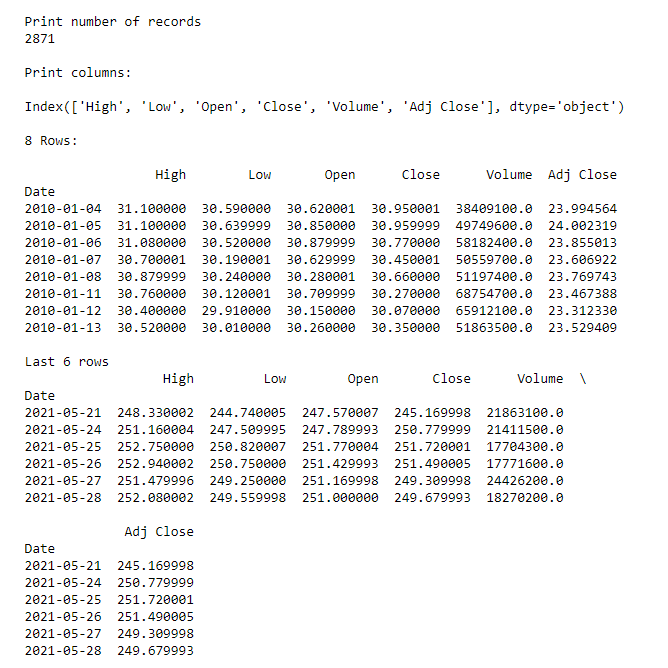 Print number of records
2871
Print columns:
Index(['High', 'Low', 'Open', 'Close', 'Volume', 'Adj Close'], dtype='object')
8 Rows:
High Low Open Close Volume Adj Close
Date
2010-01-04 31.100000 30.590000 30.620001 30.950001 38409100.0 23.994564
2010-01-05 31.100000 30.639999 30.850000 30.959999 49749600.0 24.002319
2010-01-06 31.080000 30.520000 30.879999 30.770000 58182400.0 23.855013
2010-01-07 30.700001 30.190001 30.629999 30.450001 50559700.0 23.606922
2010-01-08 30.879999 30.240000 30.280001 30.660000 51197400.0 23.769743
2010-01-11 30.760000 30.120001 30.709999 30.270000 68754700.0 23.467388
2010-01-12 30.400000 29.910000 30.150000 30.070000 65912100.0 23.312330
2010-01-13 30.520000 30.010000 30.260000 30.350000 51863500.0 23.529409
Last 6 rows
High Low Open Close Volume \
Date
2021-05-21 248.330002 244.740005 247.570007 245.169998 21863100.0
2021-05-24 251.160004 247.509995 247.789993 250.779999 21411500.0
2021-05-25 252.750000 250.820007 251.770004 251.720001 17704300.0
2021-05-26 252.940002 250.750000 251.429993 251.490005 17771600.0
2021-05-27 251.479996 249.250000 251.169998 249.309998 24426200.0
2021-05-28 252.080002 249.559998 251.000000 249.679993 18270200.0
Adj Close
Date
2021-05-21 245.169998
2021-05-24 250.779999
2021-05-25 251.720001
2021-05-26 251.490005
2021-05-27 249.309998
2021-05-28 249.679993